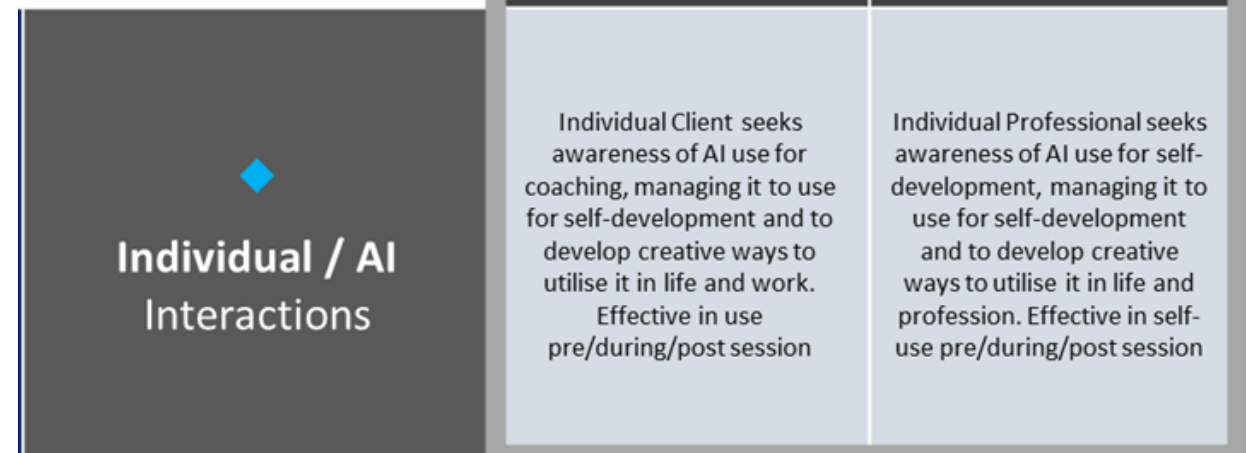 Individual / AI
Interactions
Individual Client seeks
awareness of AI use for
coaching, managing it to use
for self-development and to
develop creative ways to
utilise it in life and work.
Effective in use
pre/during/post session
Individual Professional seeks
awareness of AI use for self-
development, managing it to
use for self-development
and to develop creative
ways to utilise it in life and
profession. Effective in self-
use pre/during/post session